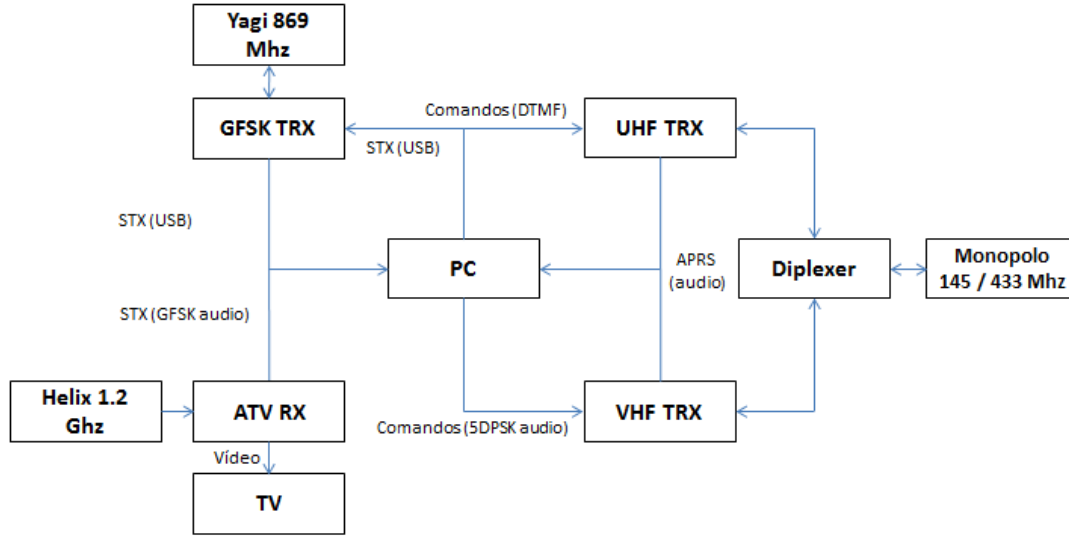 Yagi 869
Mhz
GFSK TRX
Comandos (DTMF)
UHF TRX
STX (USB)
STX (USB)
PC
APRS
(audio)
Diplexer
Monopolo
145 / 433 Mhz
STX (GFSK audio)
Helix 1.2
Ghz
ATV RX
VHF TRX
Comandos (5DPSK audio)
Vídeo
TV